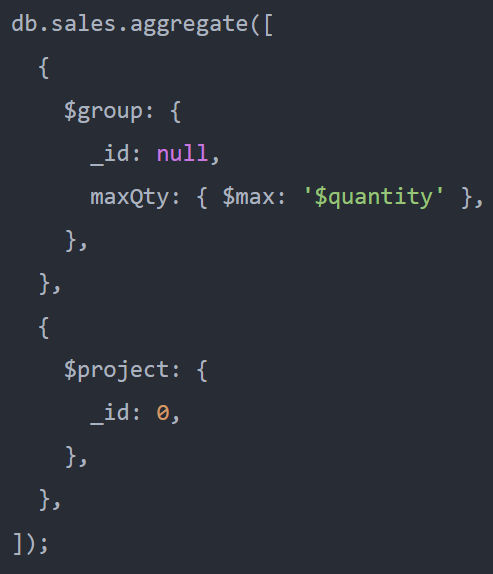 db.sales.aggregate([
  {
    $group: {
      _id: null,
      maxQty: { $max: '$quantity' },
    },
  },
  {
    $project: {
      _id: 0,
    },
  },
]);